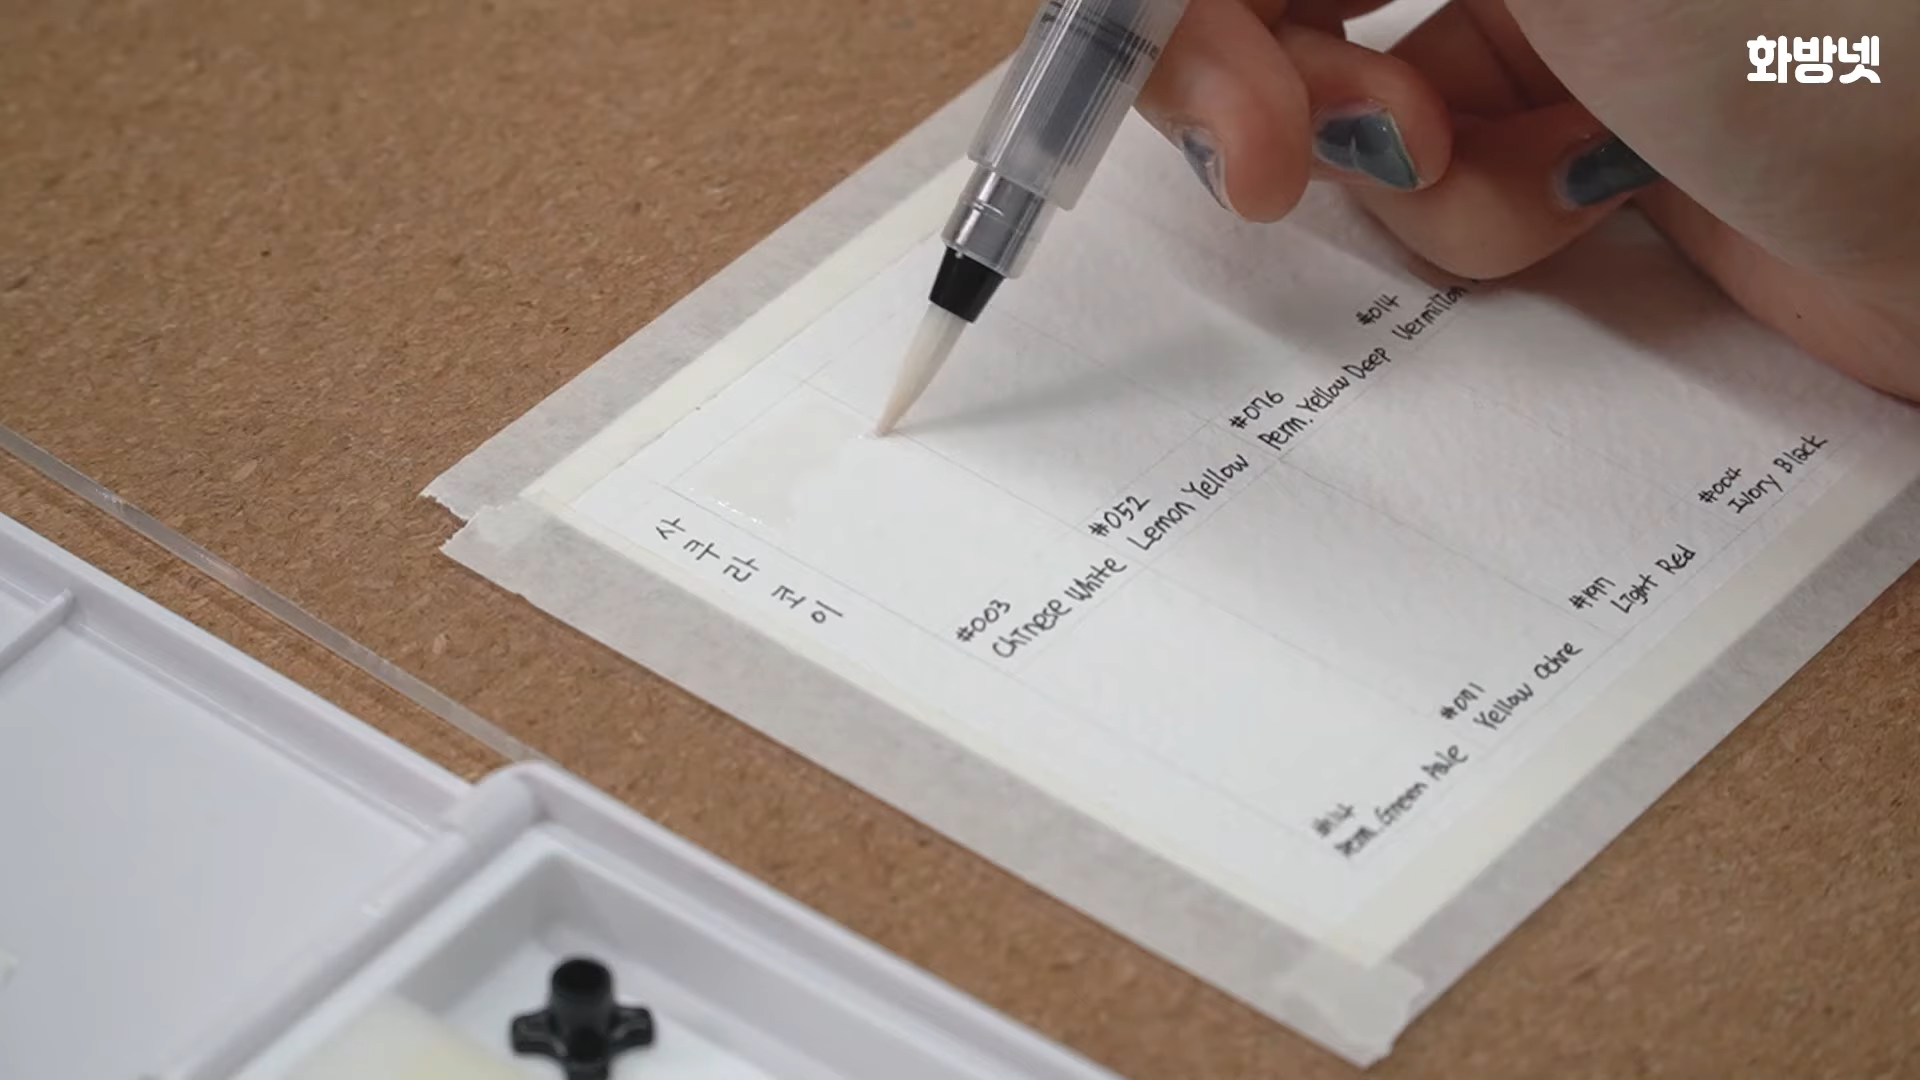 화방넷
사쿠라 코이
#003
Chinese White
#052
Lemon Yellow
#076
Perm. Yellow Deep
#014
Vermilion
Perm. Green Pale
#071
Yellow Ochre
#197
Light Red
#004
Ivory Black